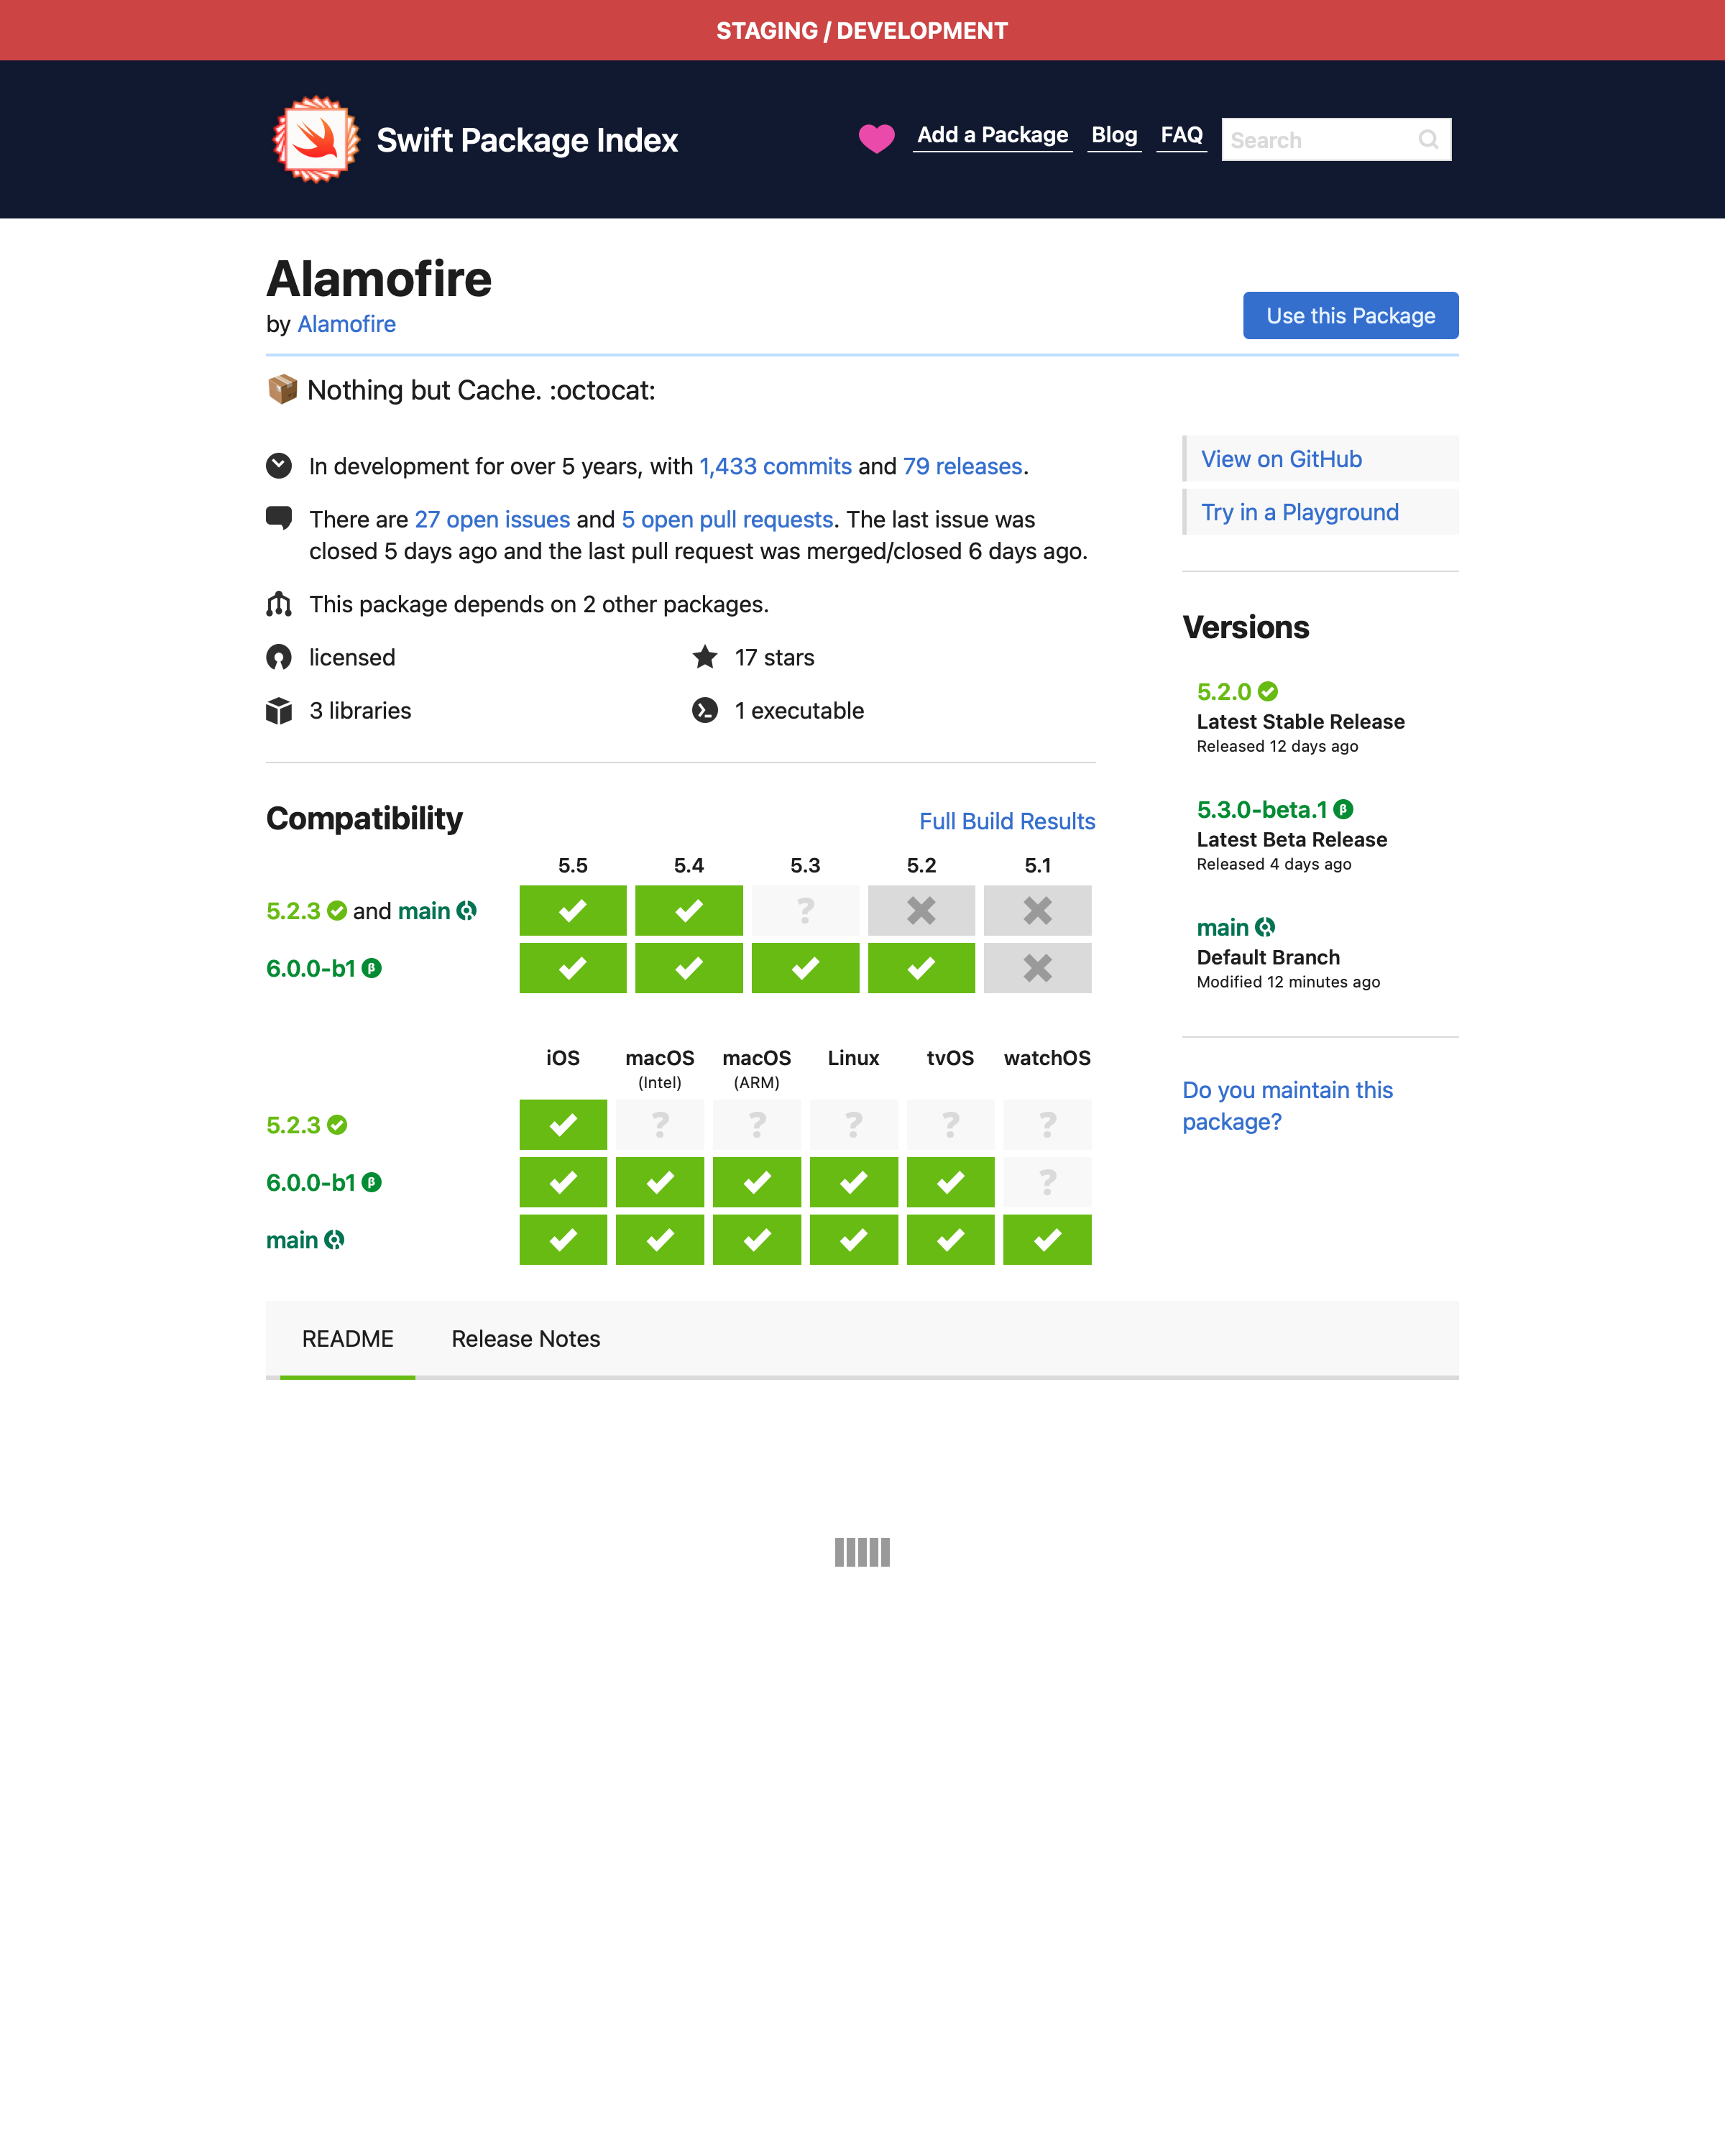 STAGING / DEVELOPMENT
Swift Package Index
Add a Package
Blog
FAQ
Search
Alamofire
by Alamofire
Use this Package
📦 Nothing but Cache. :octocat:
In development for over 5 years, with 1,433 commits and 79 releases.
There are 27 open issues and 5 open pull requests. The last issue was
closed 5 days ago and the last pull request was merged/closed 6 days ago.
This package depends on 2 other packages.
licensed
17 stars
3 libraries
1 executable
View on GitHub
Try in a Playground
Versions
5.2.0
Latest Stable Release
Released 12 days ago
5.3.0-beta.1 β
Latest Beta Release
Released 4 days ago
main
Default Branch
Modified 12 minutes ago
Do you maintain this
package?
Compatibility
Full Build Results
5.5 5.4 5.3 5.2 5.1
5.2.3 and main ?
6.0.0-b1 β
iOS macOS macOS Linux tvOS watchOS
(Intel) (ARM)
5.2.3 ? ? ? ? ?
6.0.0-b1 β ?
main
README
Release Notes